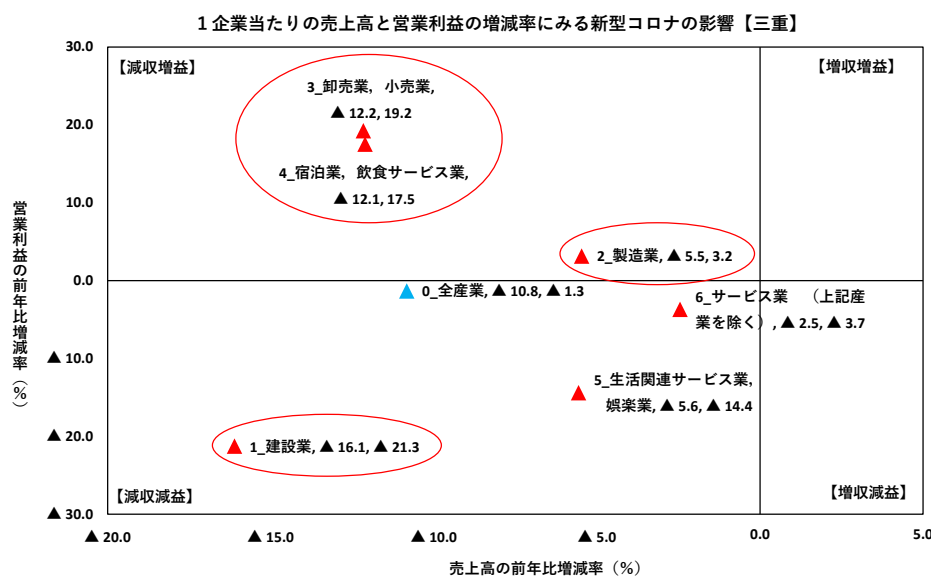 １企業当たりの売上高と営業利益の増減率にみる新型コロナの影響【三重】
30.0
【減収増益】
【増収増益】
3_卸売業，小売業,
▲ 12.2, 19.2
20.0
4_宿泊業，飲食サービス業,
▲ 12.1, 17.5
10.0
2_製造業, ▲ 5.5, 3.2
0.0
0_全産業, ▲ 10.8, ▲ 1.3
6_サービス業　（上記産
業を除く）, ▲ 2.5, ▲ 3.7
▲ 10.0
5_生活関連サービス業，
娯楽業, ▲ 5.6, ▲ 14.4
▲ 20.0
1_建設業, ▲ 16.1, ▲ 21.3
【減収減益】
【増収減益】
▲ 30.0
▲ 20.0
▲ 15.0
▲ 10.0
▲ 5.0
0.0
5.0
営業利益の前年比増減率（%）
売上高の前年比増減率（%）